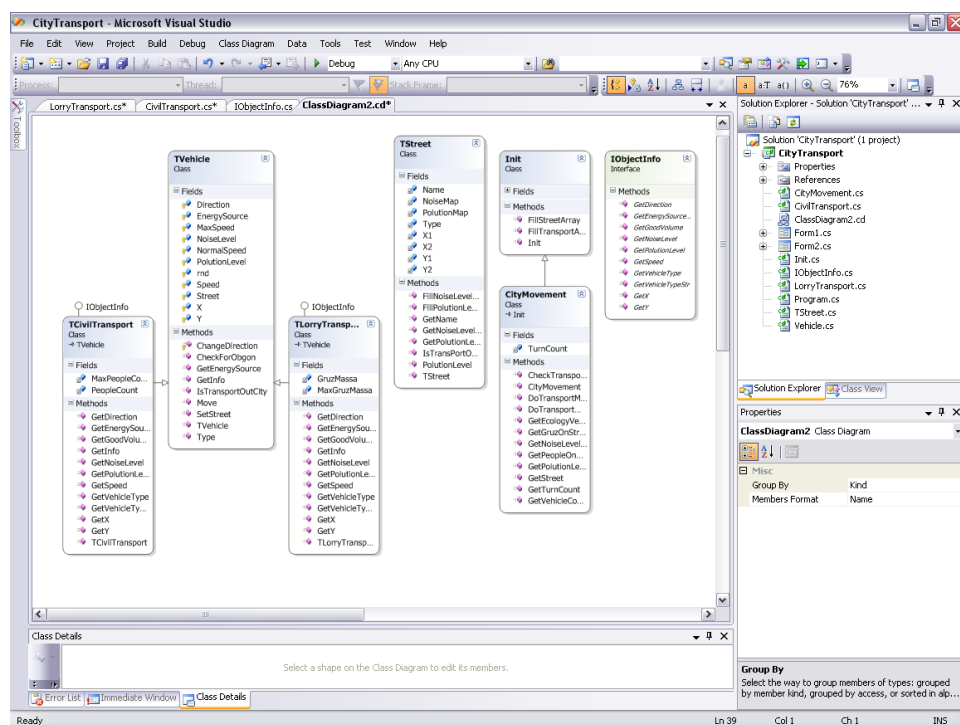 CityTransport - Microsoft Visual Studio
File Edit View Project Build Debug Class Diagram Data Tools Test Window Help
Debug Any CPU
Process: Thread: Stack Frame: 76%
LorryTransport.cs* CivilTransport.cs* IObjectInfo.cs ClassDiagram2.cd*
Toolbox
TVehicle
Class
Fields
Direction
EnergySource
MaxSpeed
NoiseLevel
NormalSpeed
PolutionLevel
rnd
Speed
Street
X
Y
Methods
ChangeDirection
CheckForObgon
GetEnergySource
GetInfo
IsTransportOutCity
Move
SetStreet
TVehicle
Type
IObjectInfo
TCivilTransport
Class
→ TVehicle
Fields
MaxPeopleCo...
PeopleCount
Methods
GetDirection
GetEnergySou...
GetGoodVolu...
GetInfo
GetNoiseLevel
GetPolutionLe...
GetSpeed
GetVehicleType
GetVehicleTy...
GetX
GetY
TCivilTransport
IObjectInfo
TLorryTransp...
Class
→ TVehicle
Fields
GruzMassa
MaxGruzMassa
Methods
GetDirection
GetEnergySou...
GetGoodVolu...
GetInfo
GetNoiseLevel
GetPolutionLe...
GetSpeed
GetVehicleType
GetVehicleTy...
GetX
GetY
TLorryTransp...
TStreet
Class
Fields
Name
NoiseMap
PolutionMap
Type
X1
X2
Y1
Y2
Methods
FillNoiseLevel...
FillPolutionLev...
GetName
GetNoiseLevel...
GetPolutionLe...
IsTransPortO...
PolutionLevel
TStreet
Init
Class
Fields
Methods
FillStreetArray
FillTransportA...
Init
CityMovement
Class
→ Init
Fields
TurnCount
Methods
CheckTranspo...
CityMovement
DoTransportM...
DoTransport...
GetEcologyVe...
GetGruzOnStr...
GetNoiseLevel...
GetPeopleOn...
GetPolutionLe...
GetStreet
GetTurnCount
GetVehicleCo...
IObjectInfo
Interface
Methods
GetDirection
GetEnergySource...
GetGoodVolume
GetNoiseLevel
GetPolutionLevel
GetSpeed
GetVehicleType
GetVehicleTypeStr
GetX
GetY
Solution Explorer - Solution 'CityTransport' ...
Solution 'CityTransport' (1 project)
CityTransport
Properties
References
CityMovement.cs
CivilTransport.cs
ClassDiagram2.cd
Form1.cs
Form2.cs
Init.cs
IObjectInfo.cs
LorryTransport.cs
Program.cs
TStreet.cs
Vehicle.cs
Solution Explorer Class View
Properties
ClassDiagram2 Class Diagram
Misc
Group By Kind
Members Format Name
Group By
Select the way to group members of types: grouped
by member kind, grouped by access, or sorted in alp...
Class Details
Select a shape on the Class Diagram to edit its members.
Error List Immediate Window Class Details
Ready Ln 39 Col 1 Ch 1 INS